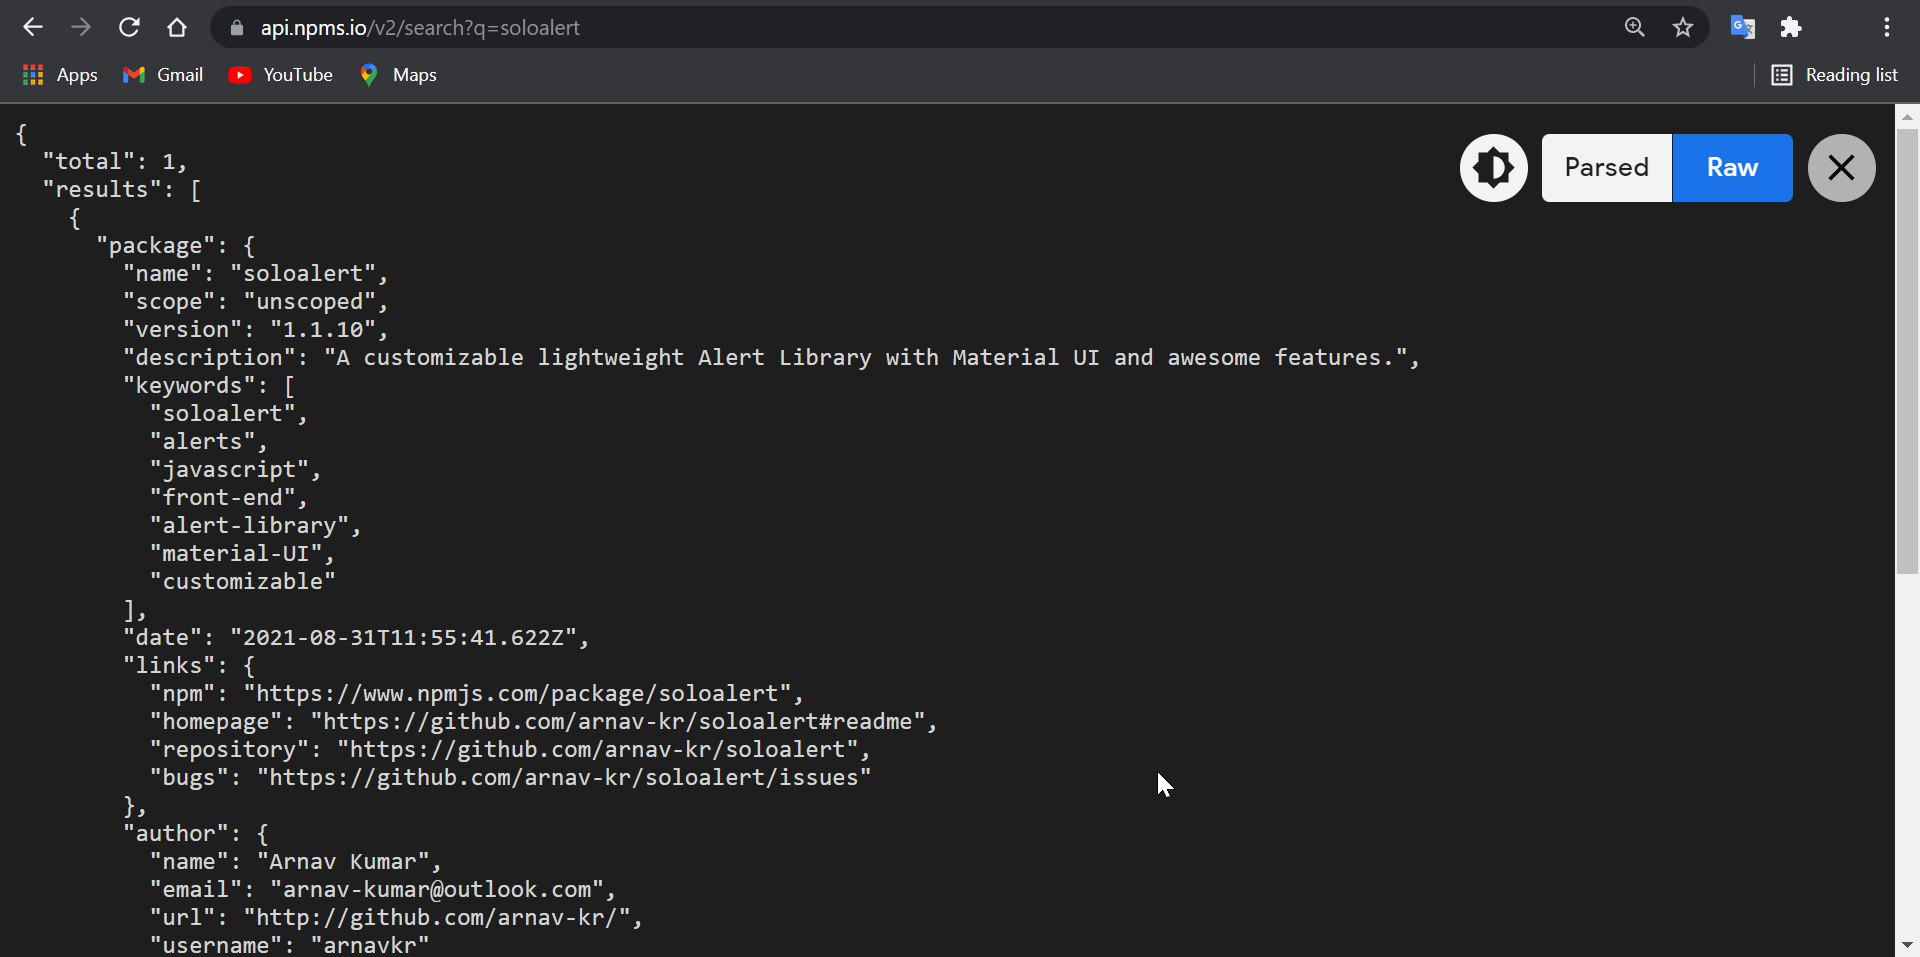 api.npms.io/v2/search?q=soloalert
Apps Gmail YouTube Maps Reading list
Parsed Raw
{
"total": 1,
"results": [
{
"package": {
"name": "soloalert",
"scope": "unscoped",
"version": "1.1.10",
"description": "A customizable lightweight Alert Library with Material UI and awesome features.",
"keywords": [
"soloalert",
"alerts",
"javascript",
"front-end",
"alert-library",
"material-UI",
"customizable"
],
"date": "2021-08-31T11:55:41.622Z",
"links": {
"npm": "https://www.npmjs.com/package/soloalert",
"homepage": "https://github.com/arnav-kr/soloalert#readme",
"repository": "https://github.com/arnav-kr/soloalert",
"bugs": "https://github.com/arnav-kr/soloalert/issues"
},
"author": {
"name": "Arnav Kumar",
"email": "arnav-kumar@outlook.com",
"url": "http://github.com/arnav-kr/",
"username": "arnavkr"